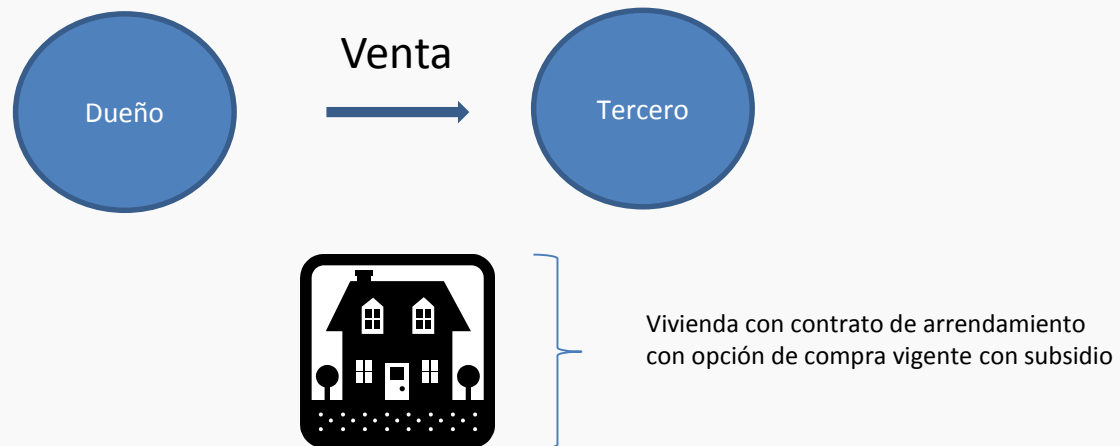 Venta
Dueño
Tercero
Vivienda con contrato de arrendamiento
con opción de compra vigente con subsidio